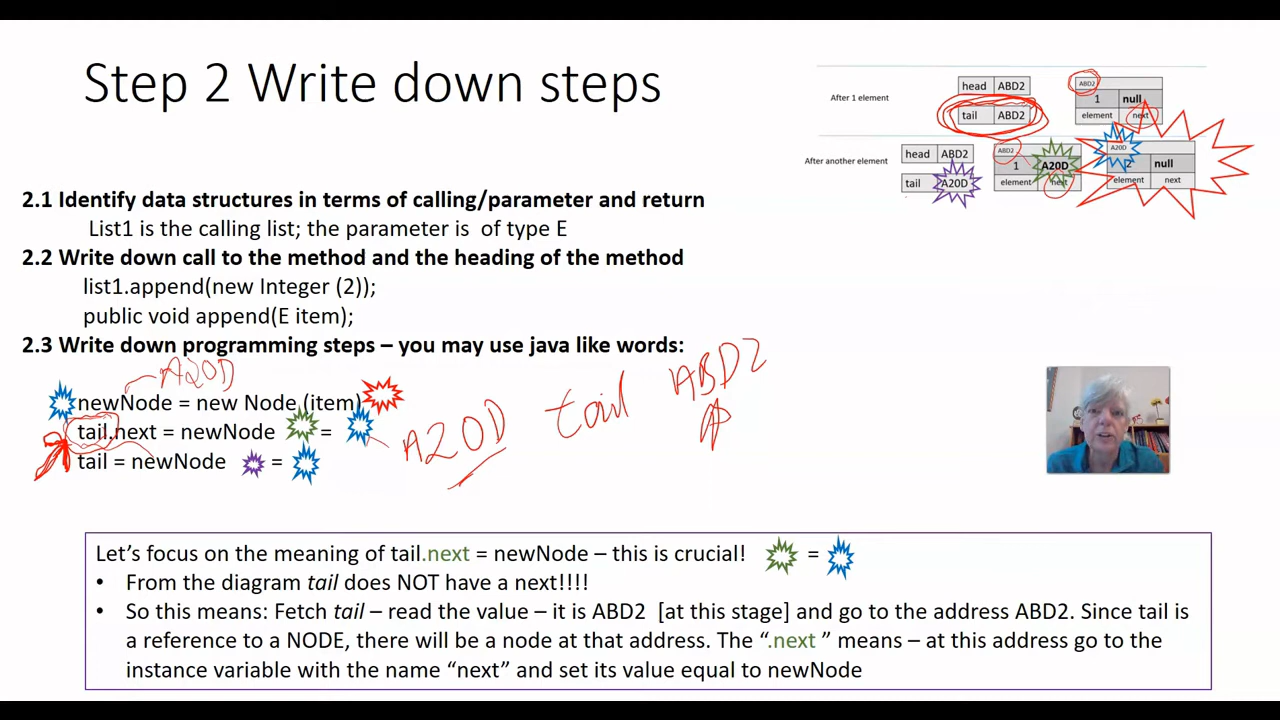 Step 2 Write down steps
head ABD2
ABD2
After 1 element
1 null
tail ABD2
element next
After another element
head ABD2
ABD2
A20D
1 A20D
2 null
tail A20D
element next
element next
2.1 Identify data structures in terms of calling/parameter and return
List1 is the calling list; the parameter is of type E
2.2 Write down call to the method and the heading of the method
list1.append(new Integer (2));
public void append(E item);
2.3 Write down programming steps – you may use java like words:
A20D
newNode = new Node (item)
tail.next = newNode =
tail = newNode =
A20D tail ABD2
Let's focus on the meaning of tail.next = newNode – this is crucial! =
• From the diagram tail does NOT have a next!!!!
• So this means: Fetch tail – read the value – it is ABD2 [at this stage] and go to the address ABD2. Since tail is
a reference to a NODE, there will be a node at that address. The “.next ” means – at this address go to the
instance variable with the name “next” and set its value equal to newNode